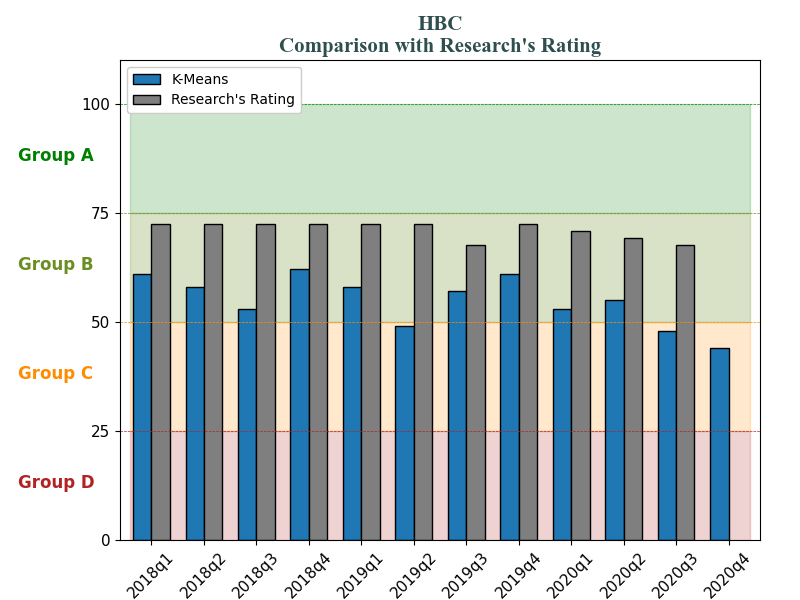 HBC
Comparison with Research's Rating
K-Means
Research's Rating
100
Group A
75
Group B
50
Group C
25
Group D
0
2018q1
2018q2
2018q3
2018q4
2019q1
2019q2
2019q3
2019q4
2020q1
2020q2
2020q3
2020q4